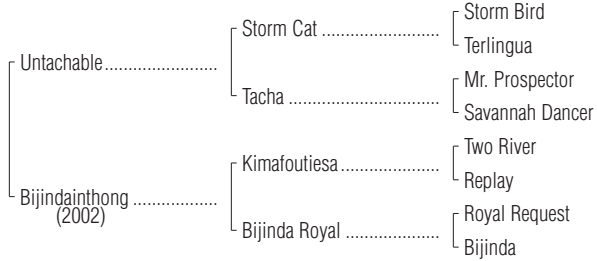 Storm Bird
Storm Cat ..............................
Terlingua
Untachable.............................
Mr. Prospector
Tacha ......................................
Savannah Dancer
Two River
Kimafoutiesa.........................
Replay
Bijindainthong .....................
(2002)
Royal Request
Bijinda Royal ........................
Bijinda